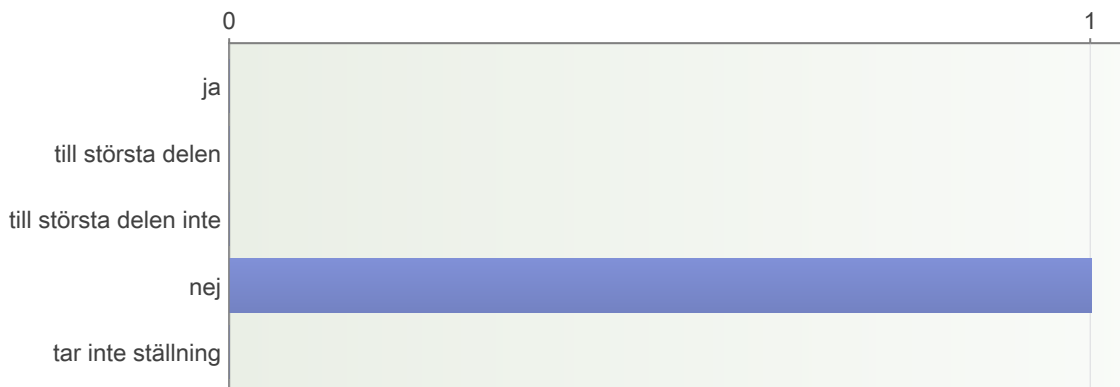 0 1
ja
till största delen
till största delen inte
nej
tar inte ställning